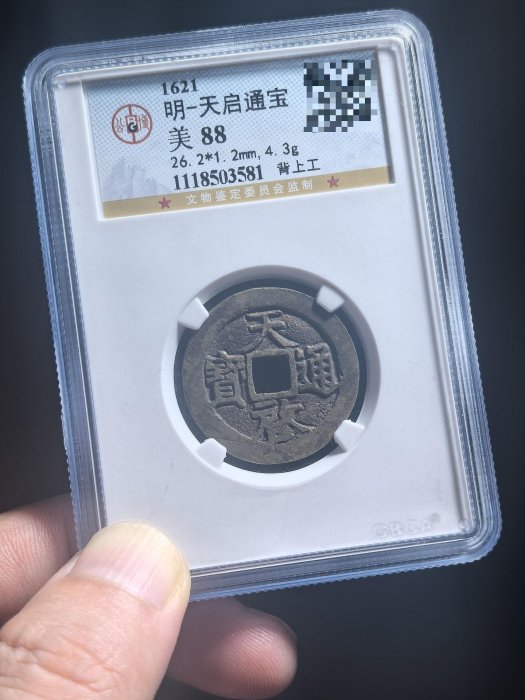 1621
明-天启通宝
美 88
26.2*1.2mm,4.3g
1118503581 背上工
文物鉴定委员会监制
天
寶 通
啟
GBCA